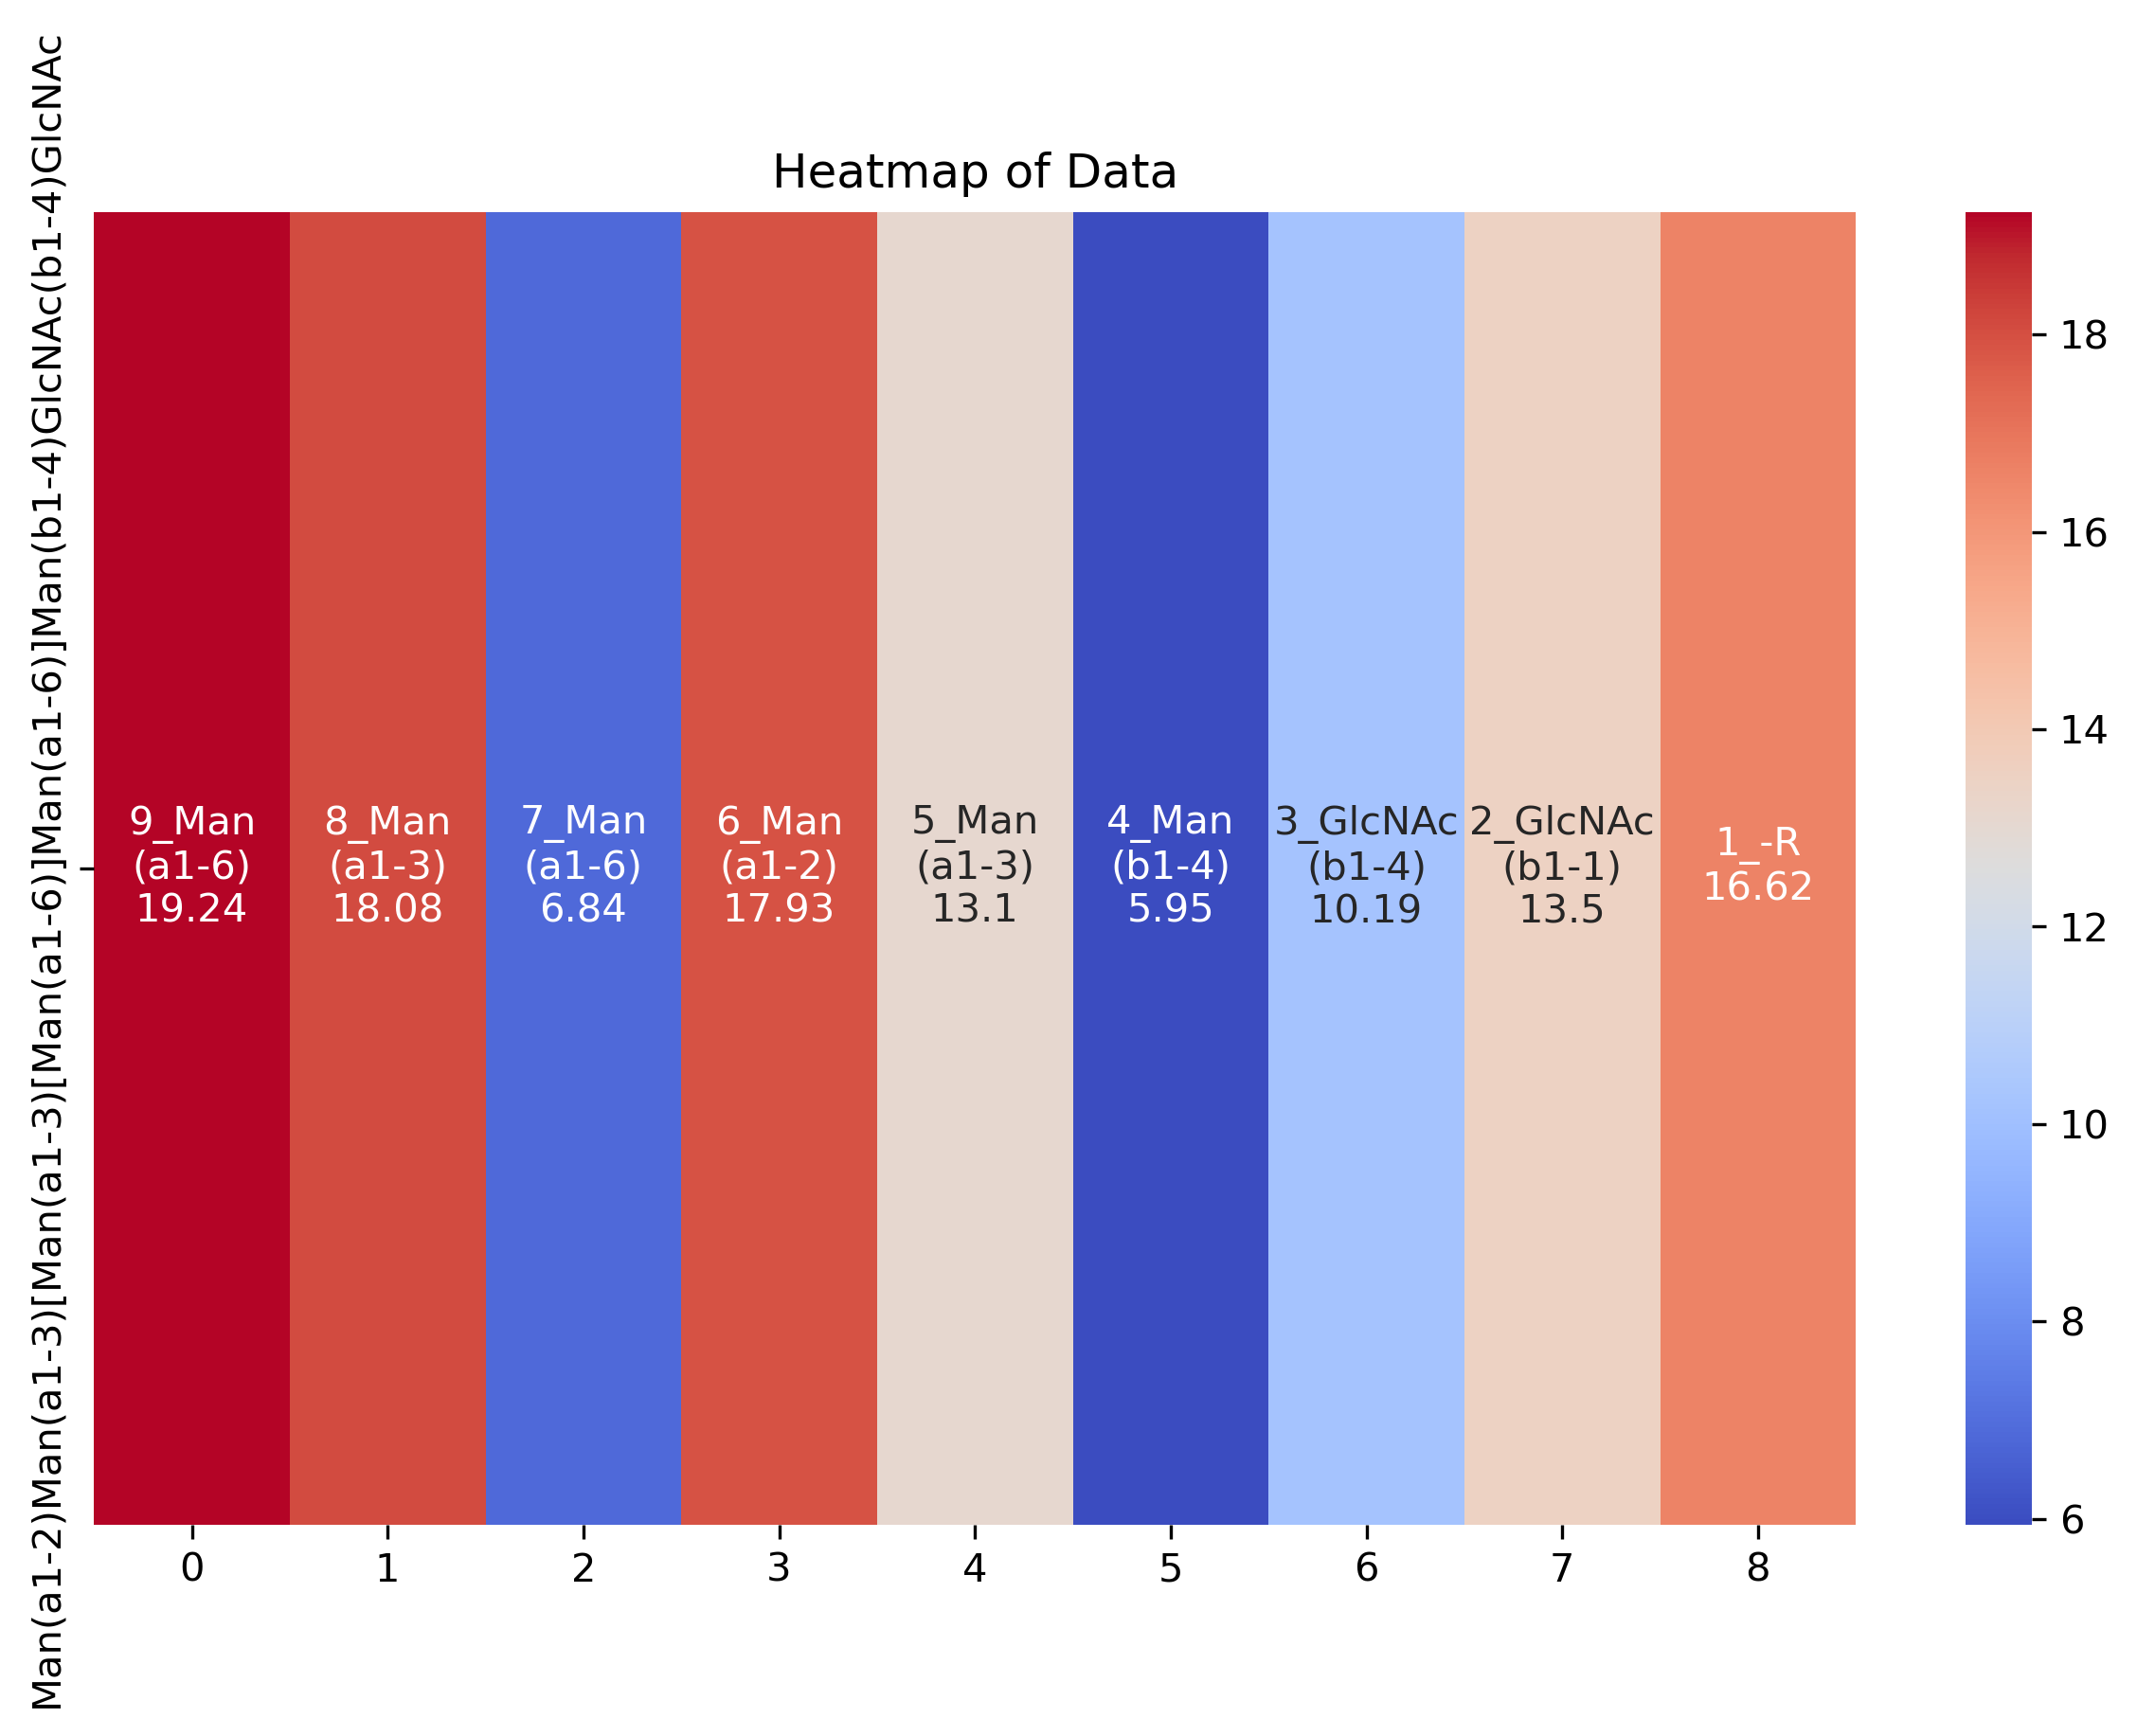 Heatmap of Data
Man(a1-2)Man(a1-3)[Man(a1-3)[Man(a1-6)]Man(a1-6)]Man(b1-4)GlcNAc(b1-4)GlcNAc
9_Man
(a1-6)
19.24
8_Man
(a1-3)
18.08
7_Man
(a1-6)
6.84
6_Man
(a1-2)
17.93
5_Man
(a1-3)
13.1
4_Man
(b1-4)
5.95
3_GlcNAc
(b1-4)
10.19
2_GlcNAc
(b1-1)
13.5
1_-R
16.62
0 1 2 3 4 5 6 7 8
18
16
14
12
10
8
6